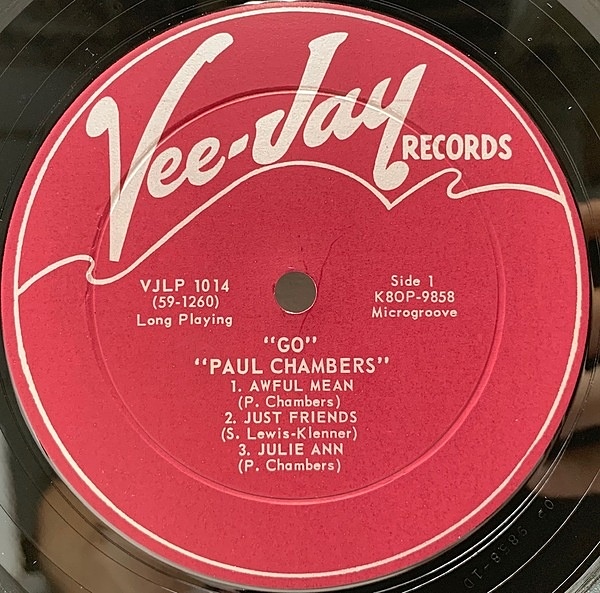 Vee-Jay RECORDS
VJLP 1014
(59-1260)
Long Playing
Side 1
K8OP-9858
Microgroove
"GO"
"PAUL CHAMBERS"
1. AWFUL MEAN
(P. Chambers)
2. JUST FRIENDS
(S. Lewis-Klenner)
3. JULIE ANN
(P. Chambers)